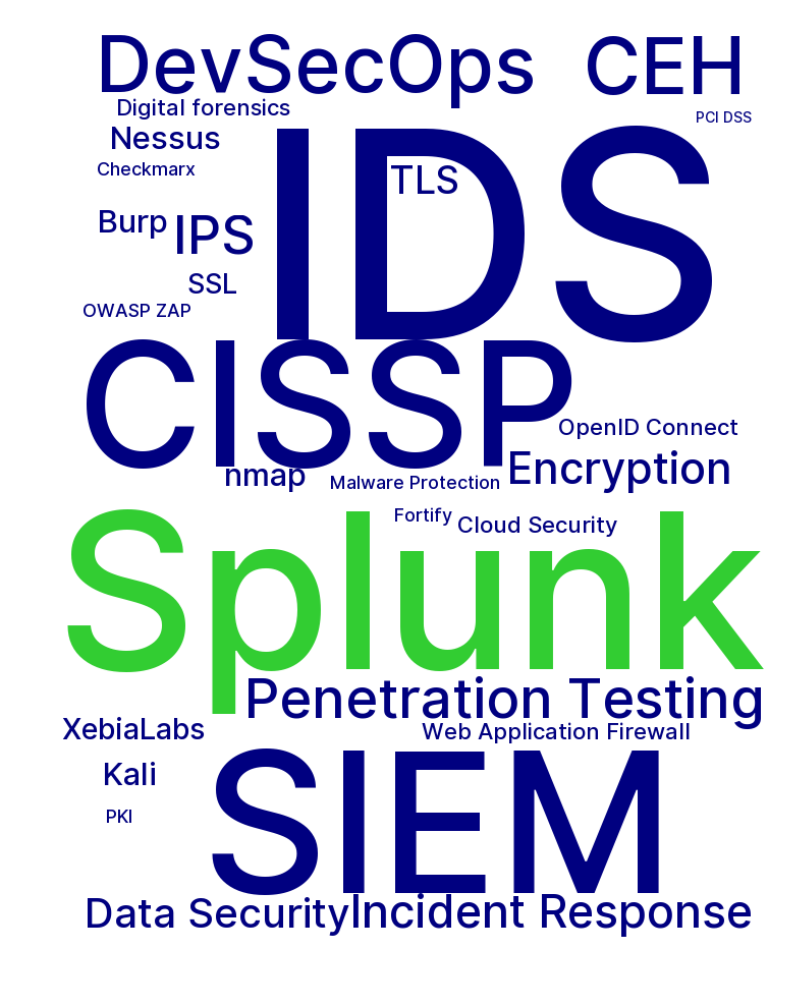 DevSecOps CEH
Digital forensics
PCI DSS
Nessus
IDS
Checkmarx
TLS
Burp
IPS
SSL
OWASP ZAP
CISSP
OpenID Connect
Encryption
nmap
Malware Protection
Fortify
Cloud Security
Splunk
Penetration Testing
XebiaLabs
Web Application Firewall
Kali
SIEM
PKI
Data Security
Incident Response